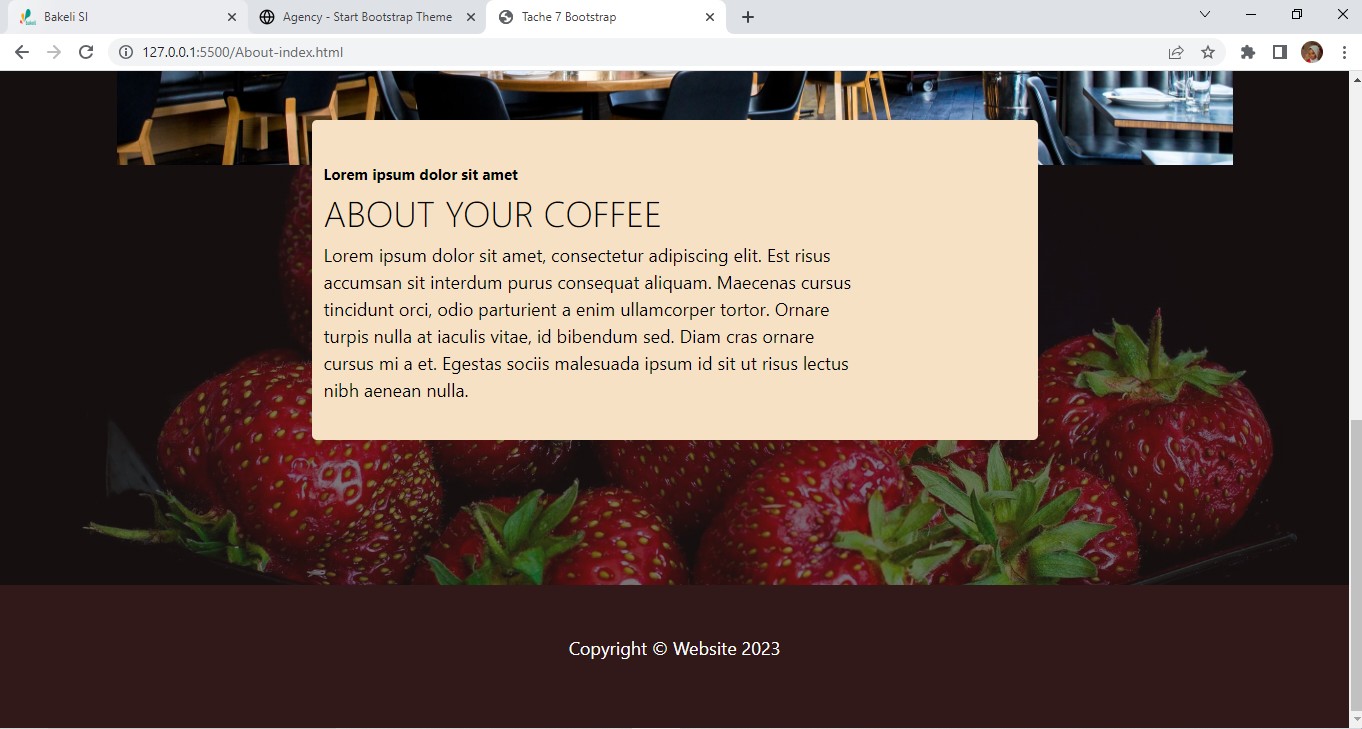 Bakeli SI
Agency - Start Bootstrap Theme
Tache 7 Bootstrap
127.0.0.1:5500/About-index.html
Lorem ipsum dolor sit amet
ABOUT YOUR COFFEE
Lorem ipsum dolor sit amet, consectetur adipiscing elit. Est risus
accumsan sit interdum purus consequat aliquam. Maecenas cursus
tincidunt orci, odio parturient a enim ullamcorper tortor. Ornare
turpis nulla at iaculis vitae, id bibendum sed. Diam cras ornare
cursus mi a et. Egestas sociis malesuada ipsum id sit ut risus lectus
nibh aenean nulla.
Copyright © Website 2023